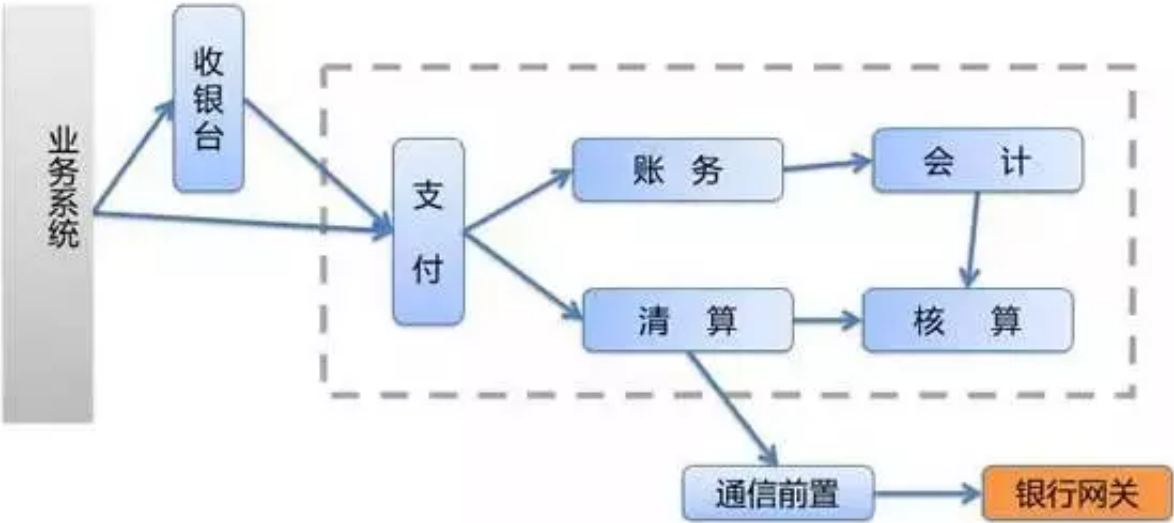 业务系统
收银台
支付
账 务
会 计
清 算
核 算
通信前置
银行网关